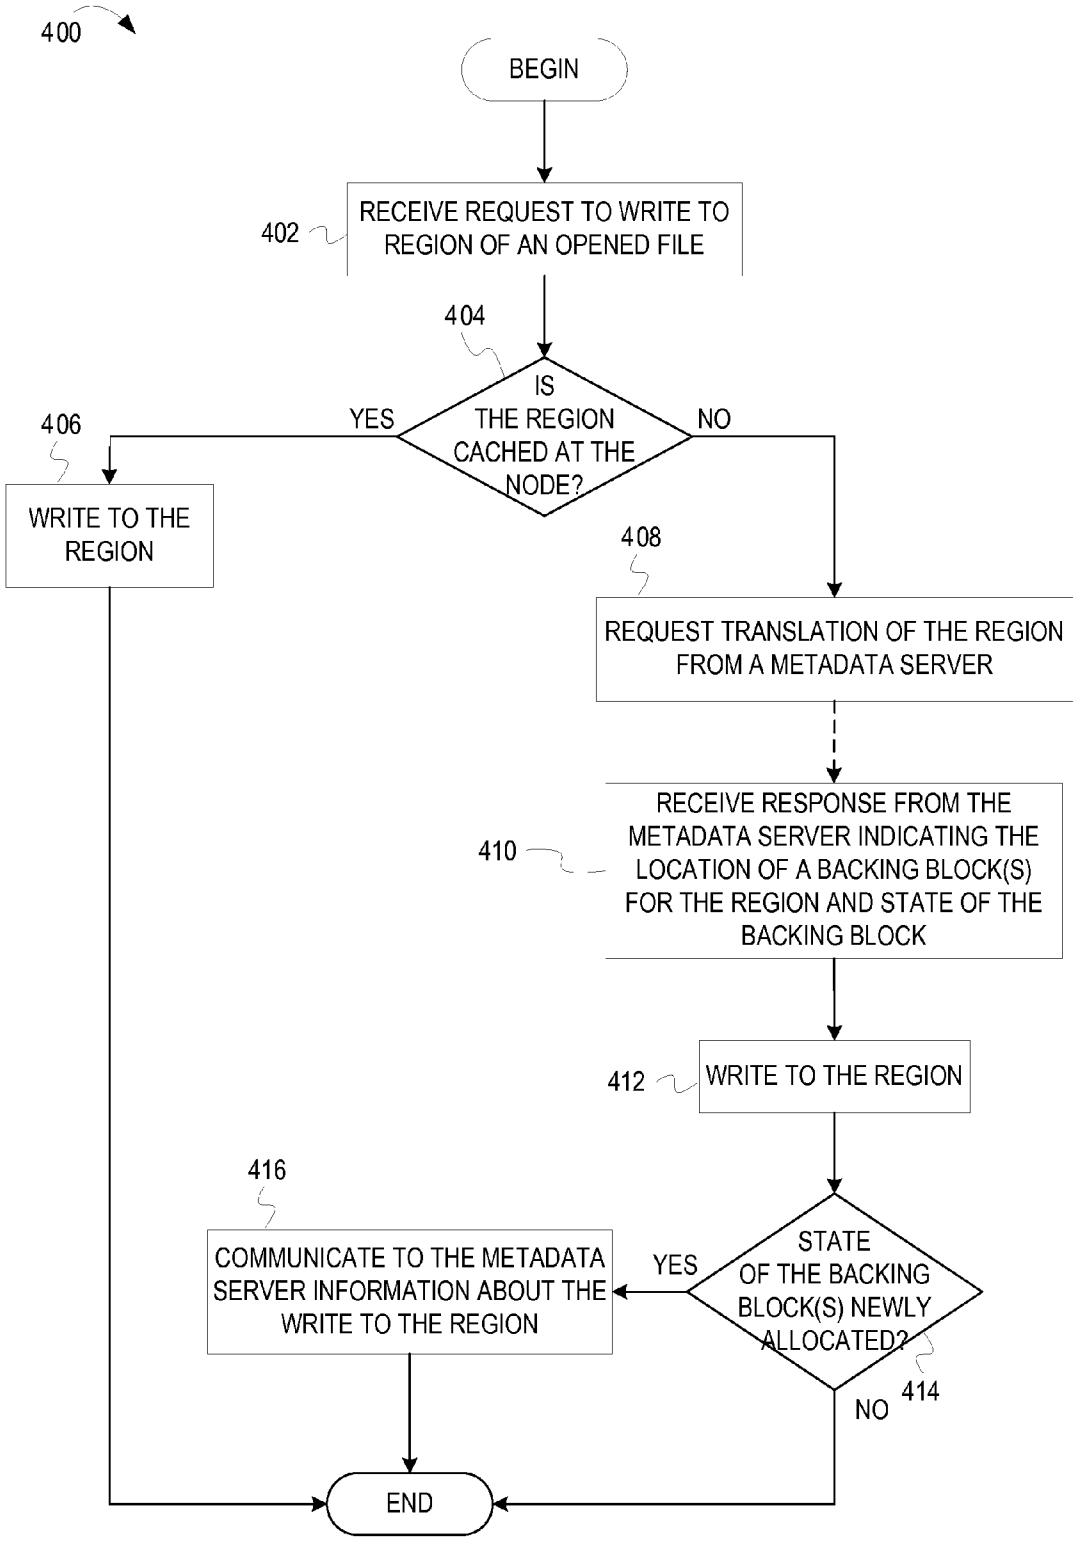 400
BEGIN
402
RECEIVE REQUEST TO WRITE TO
REGION OF AN OPENED FILE
404
IS
THE REGION
CACHED AT THE
NODE?
YES
NO
406
WRITE TO THE
REGION
408
REQUEST TRANSLATION OF THE REGION
FROM A METADATA SERVER
410
RECEIVE RESPONSE FROM THE
METADATA SERVER INDICATING THE
LOCATION OF A BACKING BLOCK(S)
FOR THE REGION AND STATE OF THE
BACKING BLOCK
412
WRITE TO THE REGION
STATE
OF THE BACKING
BLOCK(S) NEWLY
ALLOCATED?
414
YES
NO
416
COMMUNICATE TO THE METADATA
SERVER INFORMATION ABOUT THE
WRITE TO THE REGION
END